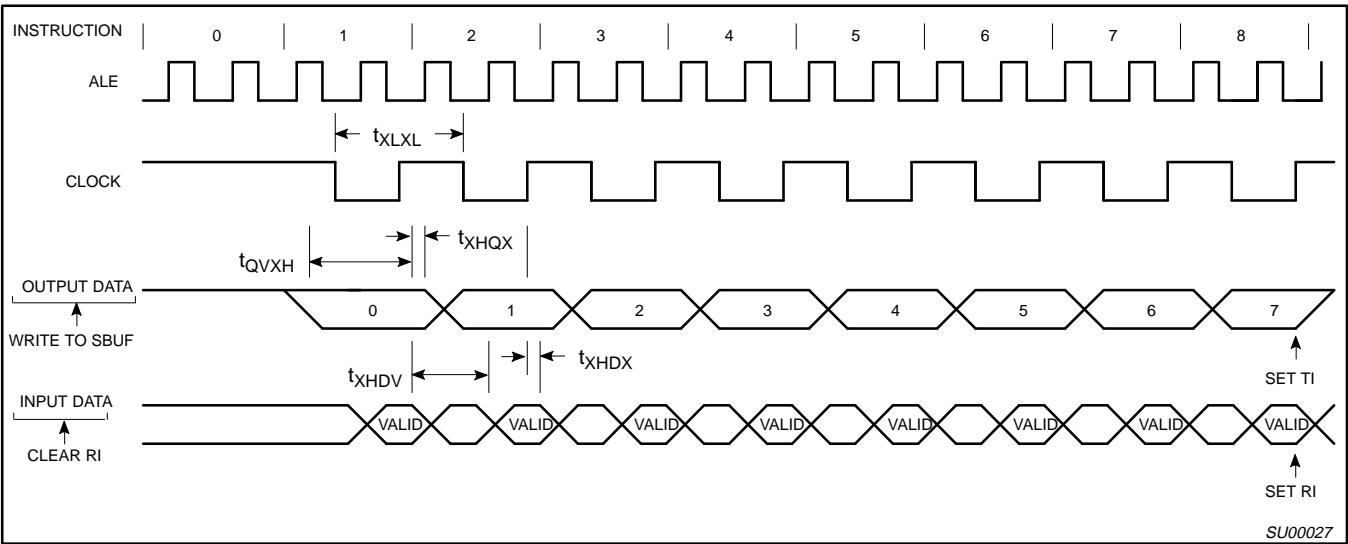 INSTRUCTION 0 1 2 3 4 5 6 7 8
ALE
tXLXL
CLOCK
tXHQX
tQVXH
OUTPUT DATA
0 1 2 3 4 5 6 7
WRITE TO SBUF
tXHDX
tXHDV
SET TI
INPUT DATA
VALID VALID VALID VALID VALID VALID VALID VALID
CLEAR RI
SET RI
SU00027